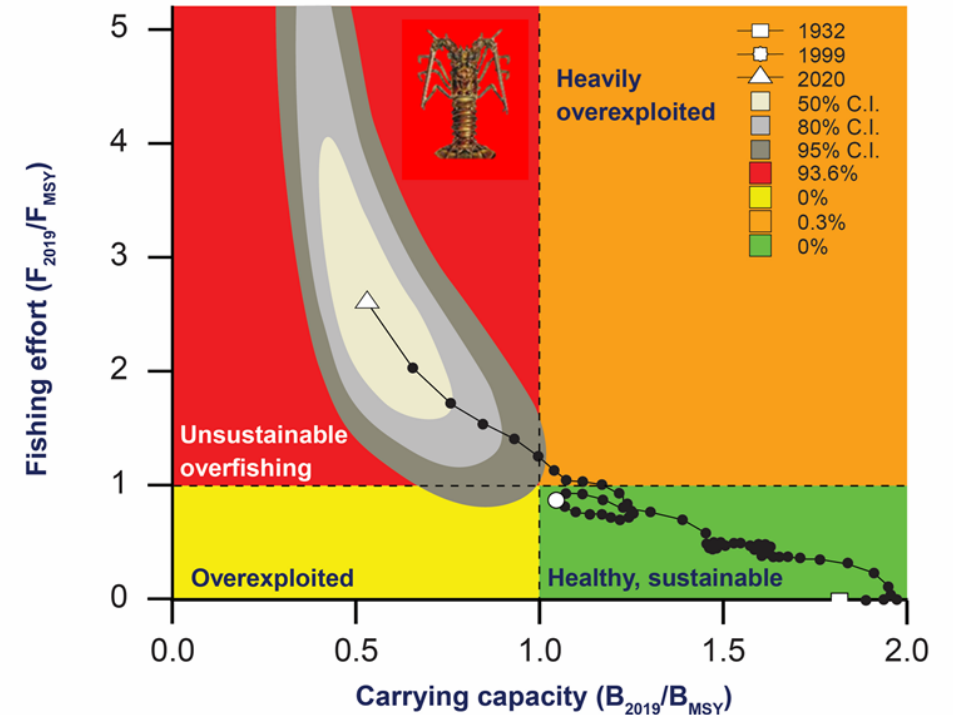 5
4
3
2
1
0
Fishing effort (F2019/FMSY)
Heavily
overexploited
1932
1999
2020
50% C.I.
80% C.I.
95% C.I.
93.6%
0%
0.3%
0%
Unsustainable
overfishing
Overexploited
Healthy, sustainable
0.0 0.5 1.0 1.5 2.0
Carrying capacity (B2019/BMSY)